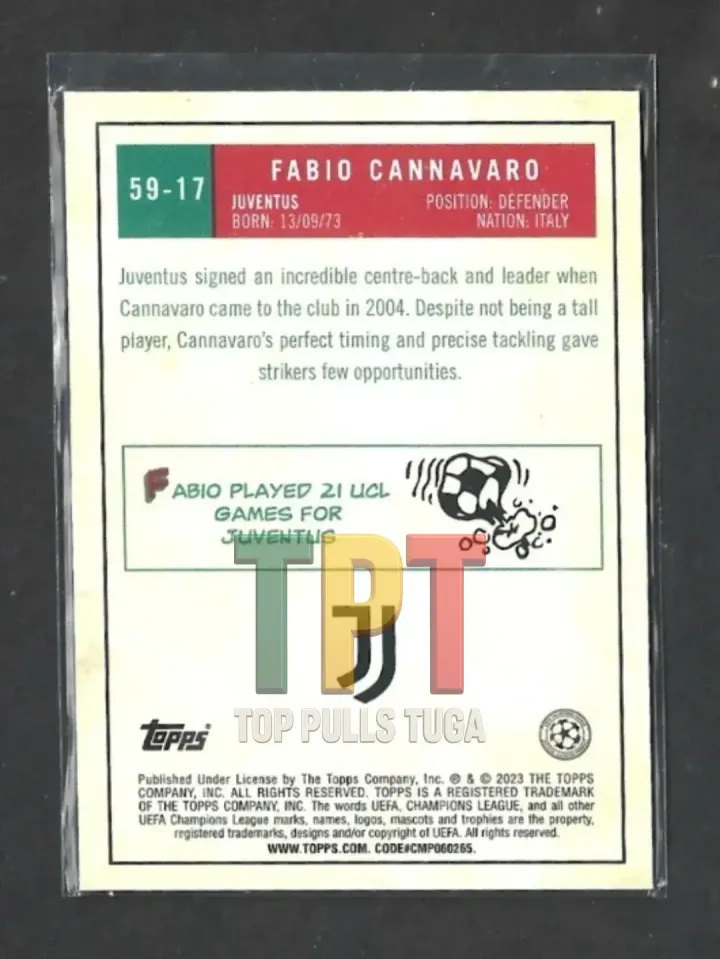 59-17
FABIO CANNAVARO
JUVENTUS
POSITION: DEFENDER
BORN: 13/09/73
NATION: ITALY
Juventus signed an incredible centre-back and leader when
Cannavaro came to the club in 2004. Despite not being a tall
player, Cannavaro's perfect timing and precise tackling gave
strikers few opportunities.
FABIO PLAYED 21 UCL
GAMES FOR
JUVENTUS
TPT
TOP PULLS TUGA
TOPPS®
Published Under License by The Topps Company, Inc. ® & © 2023 THE TOPPS
COMPANY, INC. ALL RIGHTS RESERVED. TOPPS IS A REGISTERED TRADEMARK
OF THE TOPPS COMPANY, INC. The words UEFA, CHAMPIONS LEAGUE, and all other
UEFA Champions League marks, names, logos, mascots and trophies are the property,
registered trademarks, designs and/or copyright of UEFA. All rights reserved.
WWW.TOPPS.COM. CODE#CMP060265.